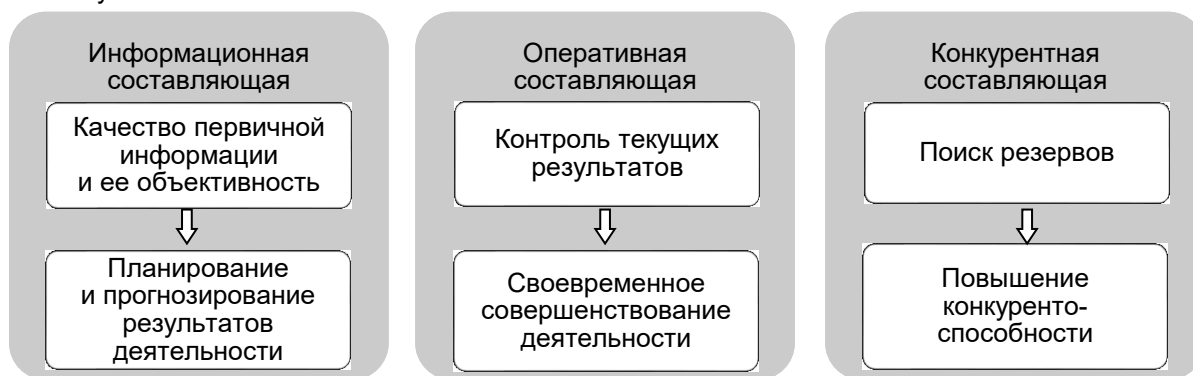 Информационная
составляющая
Качество первичной
информации
и ее объективность
Планирование
и прогнозирование
результатов
деятельности
Оперативная
составляющая
Контроль текущих
результатов
Своевременное
совершенствование
деятельности
Конкурентная
составляющая
Поиск резервов
Повышение
конкуренто-
способности